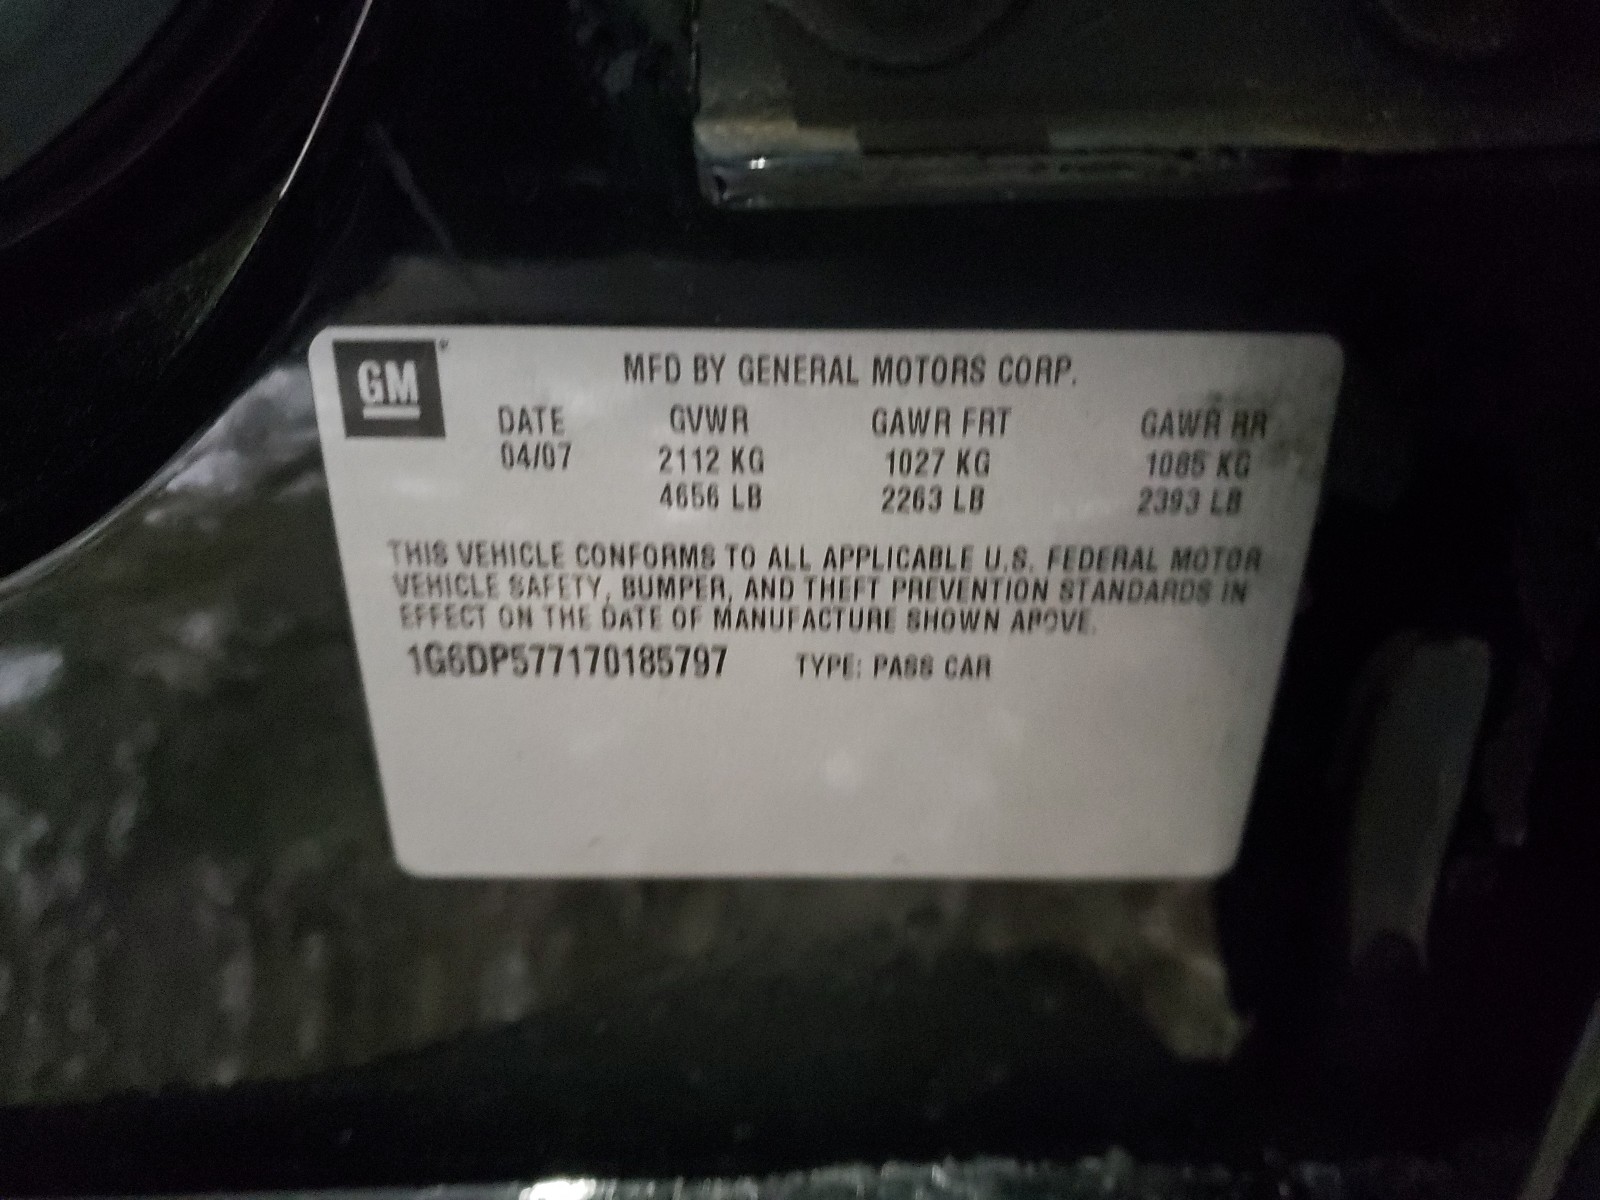 GM
MFD BY GENERAL MOTORS CORP.
DATE GVWR GAWR FRT GAWR RR
04/07 2112 KG 1027 KG 1085 KG
4656 LB 2263 LB 2393 LB
THIS VEHICLE CONFORMS TO ALL APPLICABLE U.S. FEDERAL MOTOR
VEHICLE SAFETY, BUMPER, AND THEFT PREVENTION STANDARDS IN
EFFECT ON THE DATE OF MANUFACTURE SHOWN ABOVE.
1G6DP577170185797 TYPE: PASS CAR